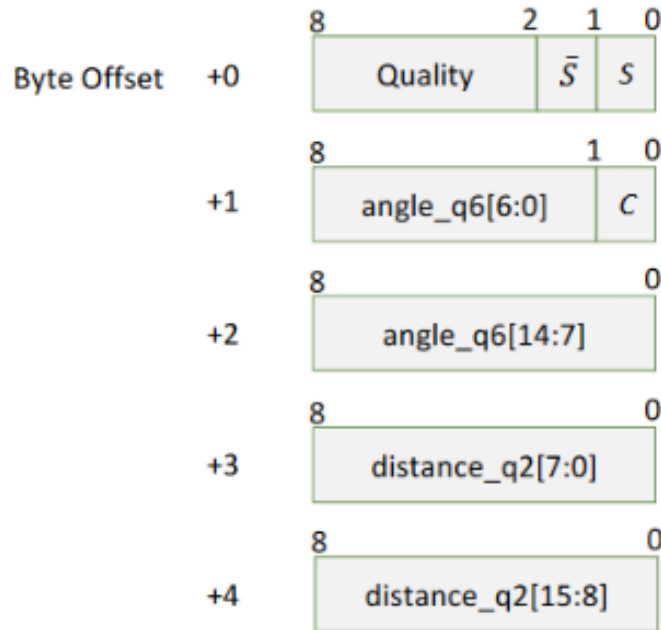 8 2 1 0
Byte Offset +0 Quality S̄ S
8 1 0
+1 angle_q6[6:0] C
8 0
+2 angle_q6[14:7]
8 0
+3 distance_q2[7:0]
8 0
+4 distance_q2[15:8]